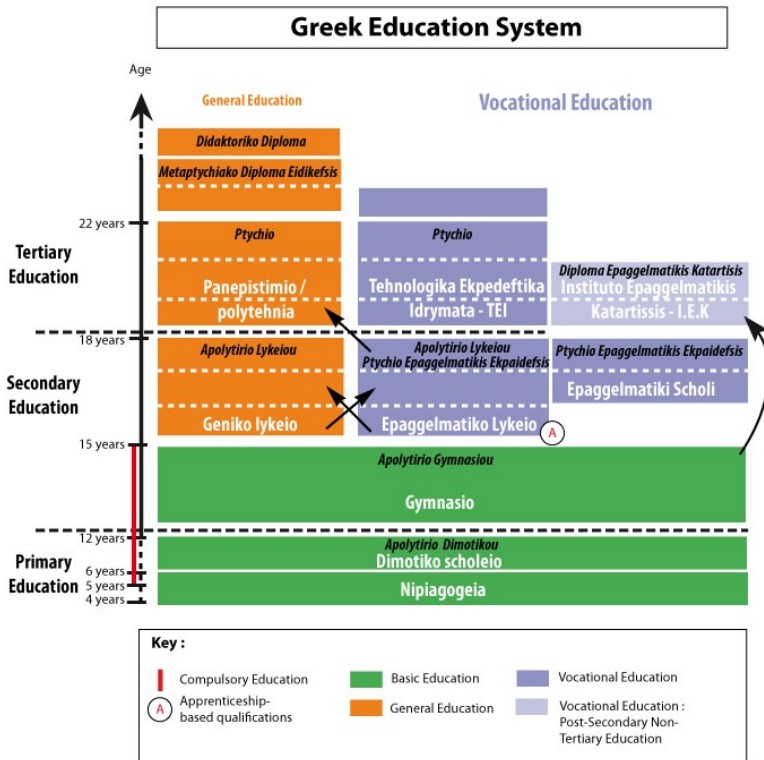 Greek Education System
Age
General Education
Vocational Education
Didaktoriko Diploma
Metaptychiako Diploma Eidikefsis
22 years
Tertiary
Education
Ptychio
Panepistimio /
polytehnia
Ptychio
Tehnologika Ekpedeftika
Idrymata - TEI
Diploma Epaggelmatikis Katartisis
Instituto Epaggelmatikis
Katartissis - I.E.K
18 years
Secondary
Education
Apolytirio Lykeiou
Geniko lykeio
Apolytirio Lykeiou
Ptychio Epaggelmatikis Ekpaidefsis
Epaggelmatiko Lykeio
A
Ptychio Epaggelmatikis Ekpaidefsis
Epaggelmatiki Scholi
15 years
Apolytirio Gymnasiou
Gymnasio
12 years
Primary
Education
Apolytirio Dimotikou
Dimotiko scholeio
6 years
5 years
4 years
Nipiagogeia
Key :
Compulsory Education
A
Apprenticeship-
based qualifications
Basic Education
General Education
Vocational Education
Vocational Education :
Post-Secondary Non-
Tertiary Education